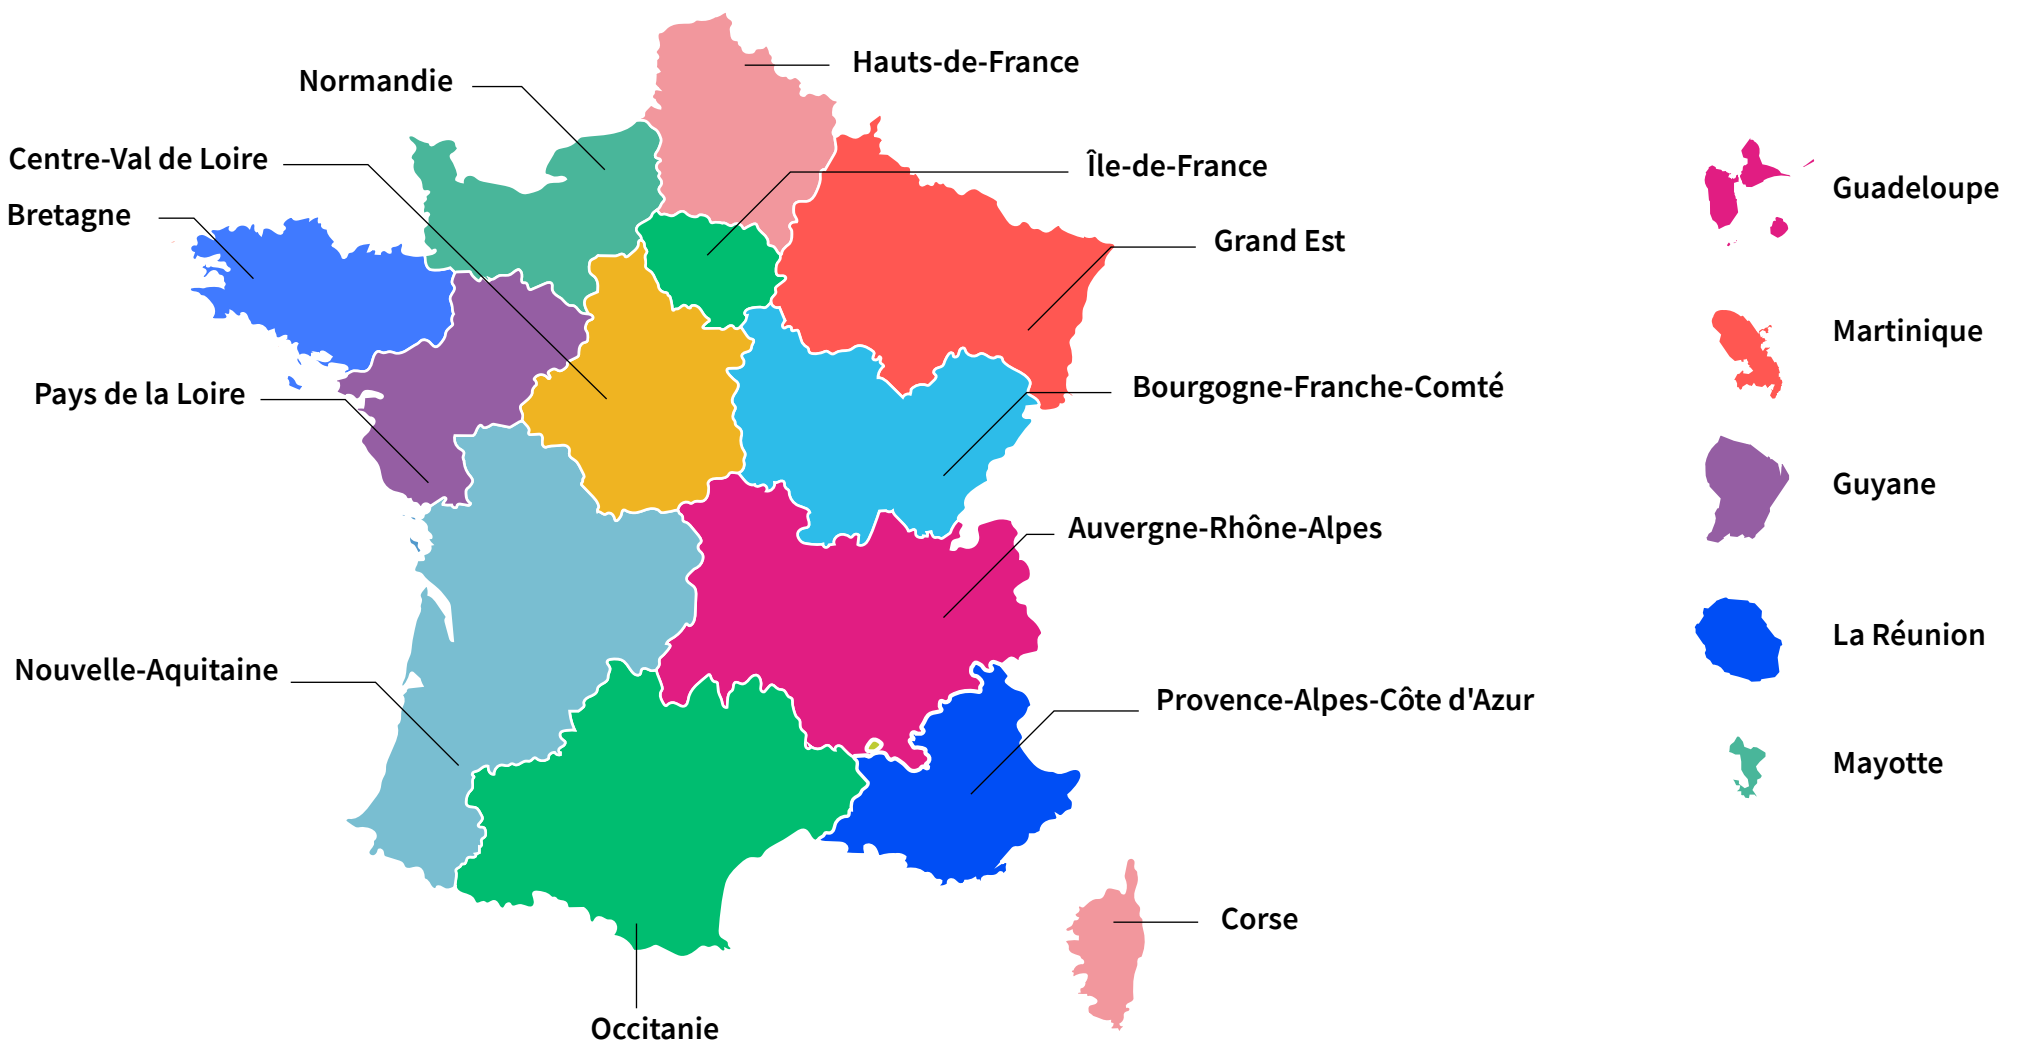 Hauts-de-France
Normandie
Centre-Val de Loire
Île-de-France
Bretagne
Grand Est
Pays de la Loire
Bourgogne-Franche-Comté
Auvergne-Rhône-Alpes
Nouvelle-Aquitaine
Provence-Alpes-Côte d'Azur
Corse
Occitanie
Guadeloupe
Martinique
Guyane
La Réunion
Mayotte